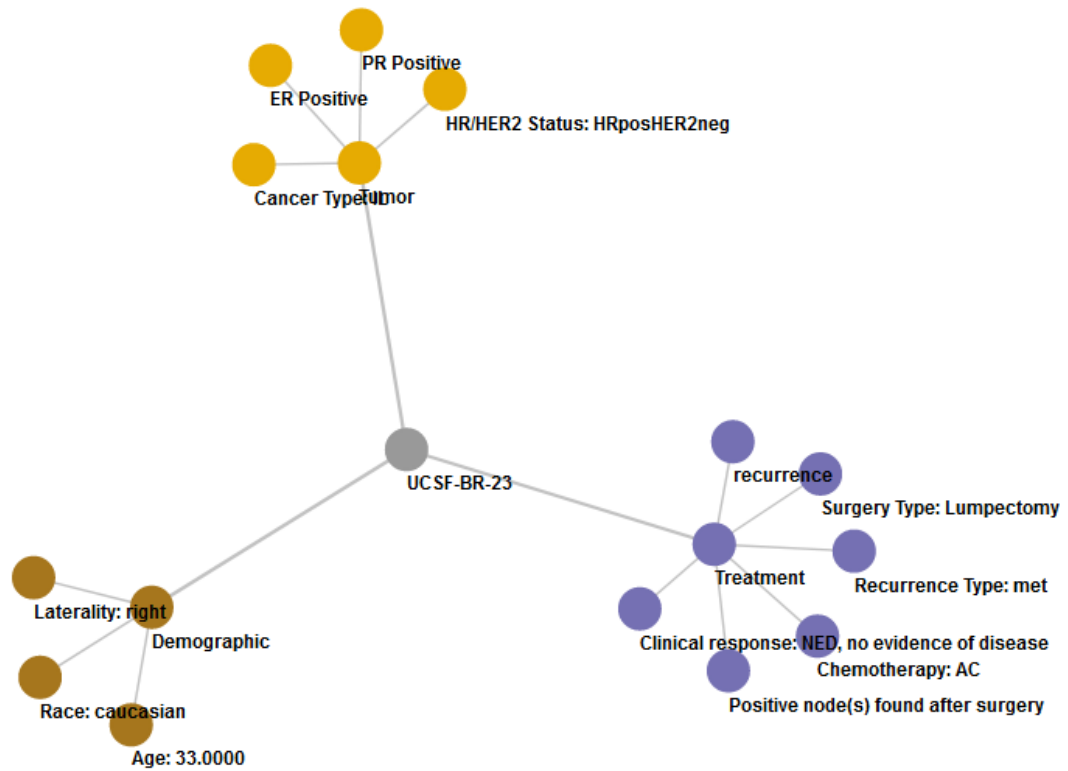 PR Positive
ER Positive
HR/HER2 Status: HRposHER2neg
Cancer Type:
Tumor
UCSF-BR-23
recurrence
Surgery Type: Lumpectomy
Treatment
Recurrence Type: met
Laterality: right
Demographic
Clinical response: NED, no evidence of disease
Chemotherapy: AC
Positive node(s) found after surgery
Race: caucasian
Age: 33.0000